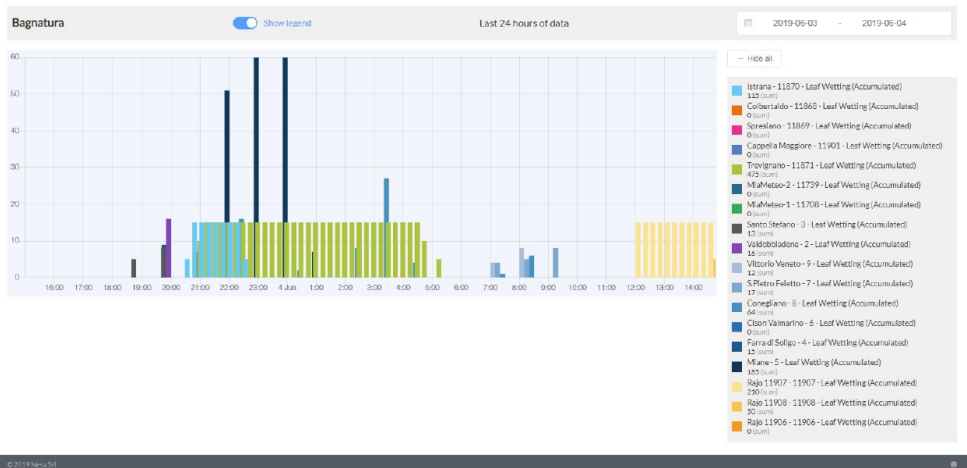 Bagnatura
Show legend
Last 24 hours of data
2019-06-03 - 2019-06-04
60
50
40
30
20
10
0
16:00 17:00 18:00 19:00 20:00 21:00 22:00 23:00 4 Jun 1:00 2:00 3:00 4:00 5:00 6:00 7:00 8:00 9:00 10:00 11:00 12:00 13:00 14:00
— Hide all
Istrana - 11870 - Leaf Wetting (Accumulated)
115 (sum)
Colbertaldo - 11868 - Leaf Wetting (Accumulated)
0 (sum)
Spresiano - 11869 - Leaf Wetting (Accumulated)
0 (sum)
Cappella Maggiore - 11901 - Leaf Wetting (Accumulated)
0 (sum)
Trevignano - 11871 - Leaf Wetting (Accumulated)
475 (sum)
MiaMeteo-2 - 11739 - Leaf Wetting (Accumulated)
0 (sum)
MiaMeteo-1 - 11708 - Leaf Wetting (Accumulated)
0 (sum)
Santo Stefano - 3 - Leaf Wetting (Accumulated)
13 (sum)
Valdobbiadene - 2 - Leaf Wetting (Accumulated)
16 (sum)
Vittorio Veneto - 9 - Leaf Wetting (Accumulated)
12 (sum)
S.Pietro Feletto - 7 - Leaf Wetting (Accumulated)
17 (sum)
Conegliano - 8 - Leaf Wetting (Accumulated)
64 (sum)
Cison Valmarino - 6 - Leaf Wetting (Accumulated)
0 (sum)
Farra di Soligo - 4 - Leaf Wetting (Accumulated)
15 (sum)
Miane - 5 - Leaf Wetting (Accumulated)
185 (sum)
Rajo 11907 - 11907 - Leaf Wetting (Accumulated)
210 (sum)
Rajo 11908 - 11908 - Leaf Wetting (Accumulated)
50 (sum)
Rajo 11906 - 11906 - Leaf Wetting (Accumulated)
0 (sum)
© 2019 Nesa Srl